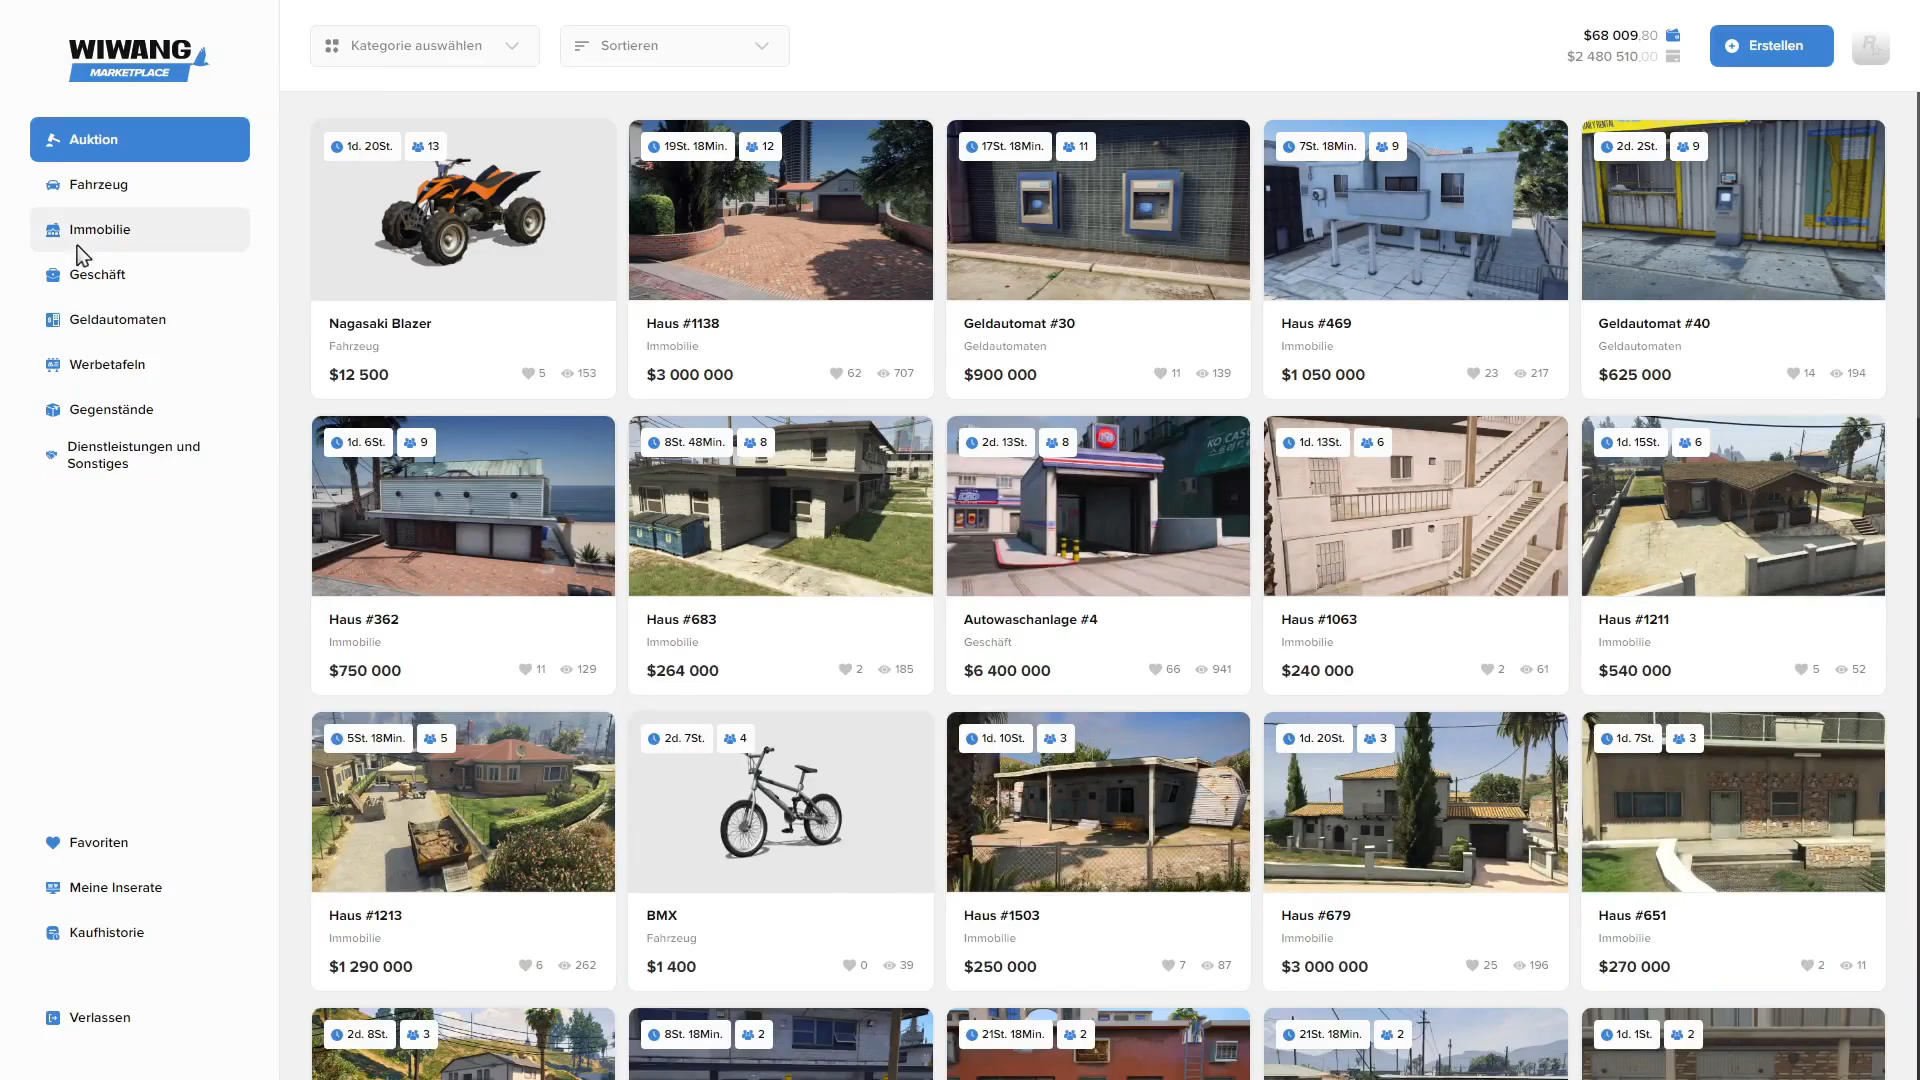 WIWANG
MARKETPLACE
Kategorie auswählen
Sortieren
$68 009.80
$2 480 510.00
Erstellen
Auktion
Fahrzeug
Immobilie
Geschäft
Geldautomaten
Werbetafeln
Gegenstände
Dienstleistungen und
Sonstiges
Favoriten
Meine Inserate
Kaufhistorie
Verlassen
1d. 20St. 13
Nagasaki Blazer
Fahrzeug
$12 500 5 153
19St. 18Min. 12
Haus #1138
Immobilie
$3 000 000 62 707
17St. 18Min. 11
Geldautomat #30
Geldautomaten
$900 000 11 139
7St. 18Min. 9
Haus #469
Immobilie
$1 050 000 23 217
2d. 2St. 9
Geldautomat #40
Geldautomaten
$625 000 14 194
1d. 6St. 9
Haus #362
Immobilie
$750 000 11 129
8St. 48Min. 8
Haus #683
Immobilie
$264 000 2 185
2d. 13St. 8
Autowaschanlage #4
Geschäft
$6 400 000 66 941
1d. 13St. 6
Haus #1063
Immobilie
$240 000 2 61
1d. 15St. 6
Haus #1211
Immobilie
$540 000 5 52
5St. 18Min. 5
Haus #1213
Immobilie
$1 290 000 6 262
2d. 7St. 4
BMX
Fahrzeug
$1 400 0 39
1d. 10St. 3
Haus #1503
Immobilie
$250 000 7 87
1d. 20St. 3
Haus #679
Immobilie
$3 000 000 25 196
1d. 7St. 3
Haus #651
Immobilie
$270 000 2 11
2d. 8St. 3
8St. 18Min. 2
21St. 18Min. 2
21St. 18Min. 2
1d. 1St. 2